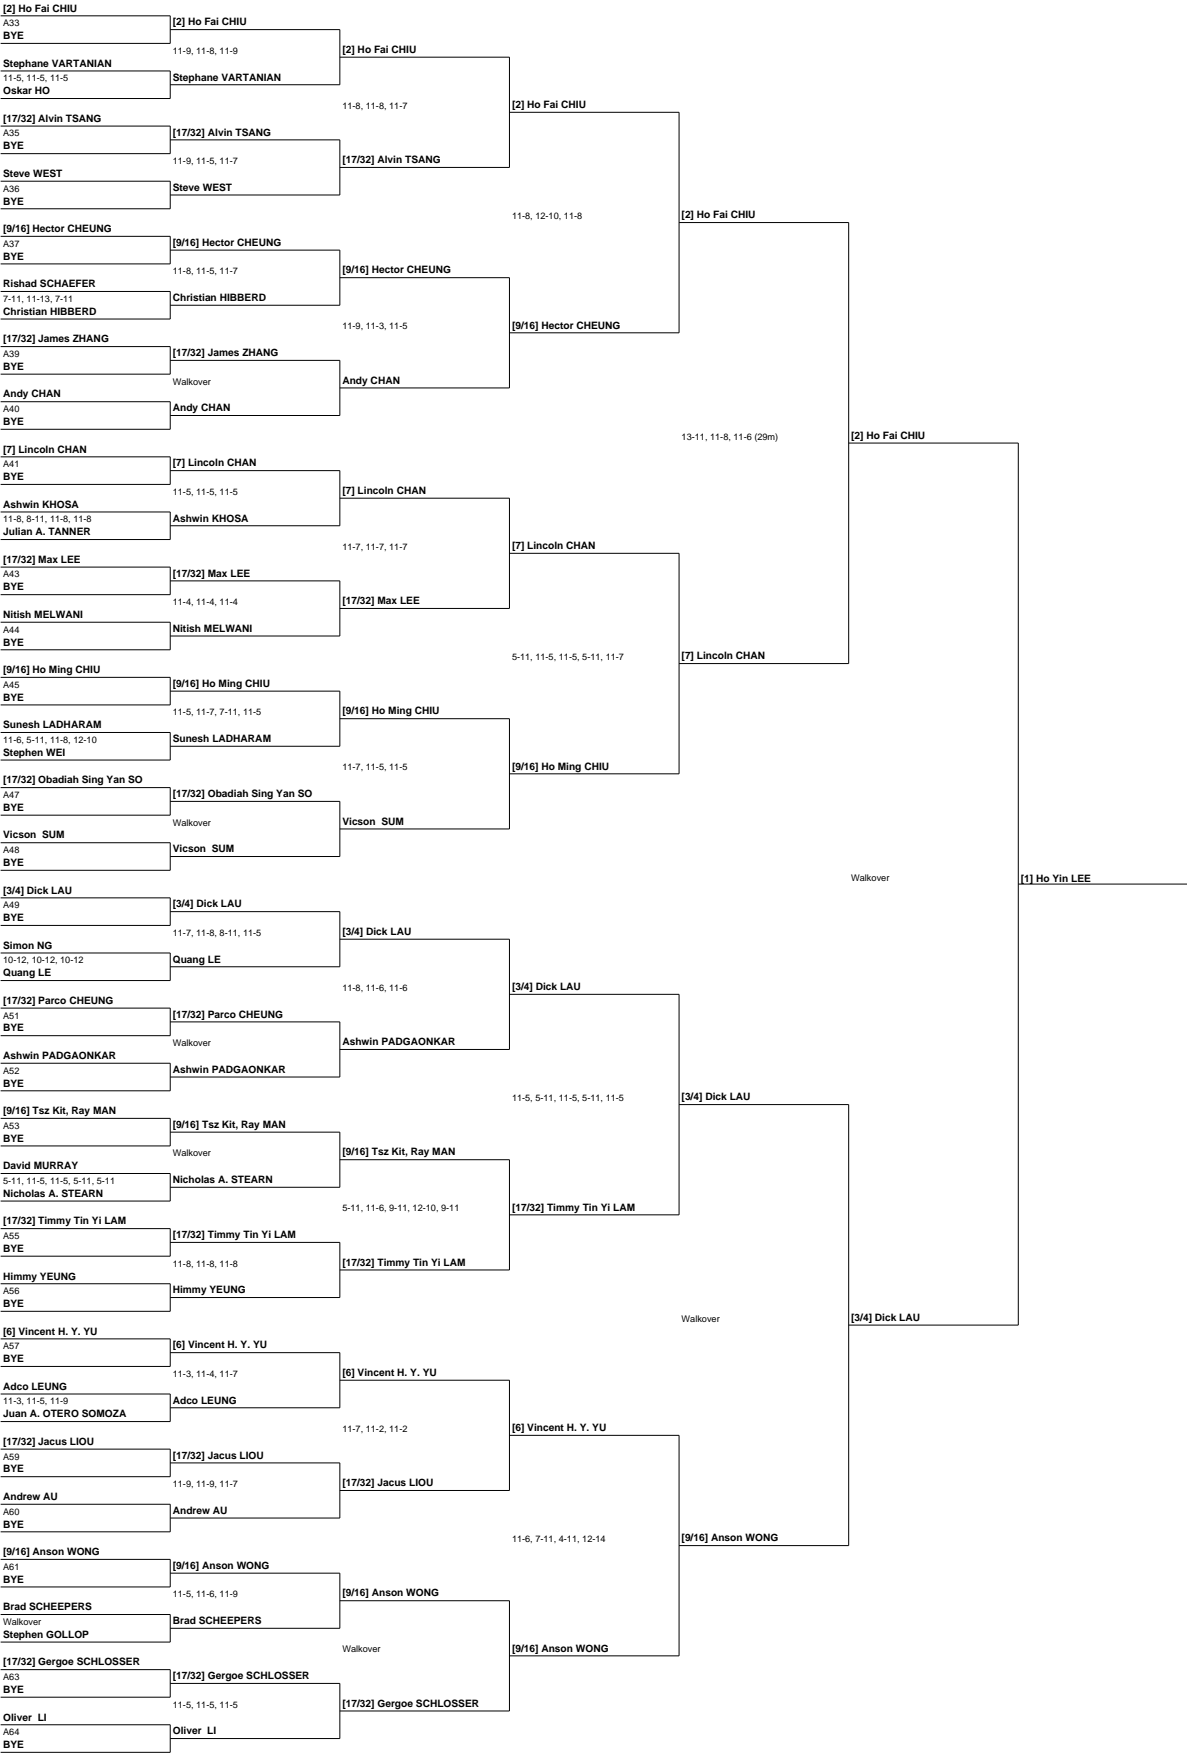 [2] Ho Fai CHIU
A33
BYE
[2] Ho Fai CHIU
11-9, 11-8, 11-9
[2] Ho Fai CHIU
Stephane VARTANIAN
11-5, 11-5, 11-5
Oskar HO
Stephane VARTANIAN
11-8, 11-8, 11-7
[2] Ho Fai CHIU
[17/32] Alvin TSANG
A35
BYE
[17/32] Alvin TSANG
11-9, 11-5, 11-7
[17/32] Alvin TSANG
Steve WEST
A36
BYE
Steve WEST
11-8, 12-10, 11-8
[2] Ho Fai CHIU
[9/16] Hector CHEUNG
A37
BYE
[9/16] Hector CHEUNG
11-8, 11-5, 11-7
[9/16] Hector CHEUNG
Rishad SCHAEFER
7-11, 11-13, 7-11
Christian HIBBERD
Christian HIBBERD
11-9, 11-3, 11-5
[9/16] Hector CHEUNG
[17/32] James ZHANG
A39
BYE
[17/32] James ZHANG
Walkover
Andy CHAN
Andy CHAN
A40
BYE
Andy CHAN
13-11, 11-8, 11-6 (29m)
[2] Ho Fai CHIU
[7] Lincoln CHAN
A41
BYE
[7] Lincoln CHAN
11-5, 11-5, 11-5
[7] Lincoln CHAN
Ashwin KHOSA
11-8, 8-11, 11-8, 11-8
Julian A. TANNER
Ashwin KHOSA
11-7, 11-7, 11-7
[7] Lincoln CHAN
[17/32] Max LEE
A43
BYE
[17/32] Max LEE
11-4, 11-4, 11-4
[17/32] Max LEE
Nitish MELWANI
A44
BYE
Nitish MELWANI
5-11, 11-5, 11-5, 5-11, 11-7
[7] Lincoln CHAN
[9/16] Ho Ming CHIU
A45
BYE
[9/16] Ho Ming CHIU
11-5, 11-7, 7-11, 11-5
[9/16] Ho Ming CHIU
Sunesh LADHARAM
11-6, 5-11, 11-8, 12-10
Stephen WEI
Sunesh LADHARAM
11-7, 11-5, 11-5
[9/16] Ho Ming CHIU
[17/32] Obadiah Sing Yan SO
A47
BYE
[17/32] Obadiah Sing Yan SO
Walkover
Vicson SUM
Vicson SUM
A48
BYE
Vicson SUM
Walkover
[1] Ho Yin LEE
[3/4] Dick LAU
A49
BYE
[3/4] Dick LAU
11-7, 11-8, 8-11, 11-5
[3/4] Dick LAU
Simon NG
10-12, 10-12, 10-12
Quang LE
Quang LE
11-8, 11-6, 11-6
[3/4] Dick LAU
[17/32] Parco CHEUNG
A51
BYE
[17/32] Parco CHEUNG
Walkover
Ashwin PADGAONKAR
Ashwin PADGAONKAR
A52
BYE
Ashwin PADGAONKAR
11-5, 5-11, 11-5, 5-11, 11-5
[3/4] Dick LAU
[9/16] Tsz Kit, Ray MAN
A53
BYE
[9/16] Tsz Kit, Ray MAN
Walkover
[9/16] Tsz Kit, Ray MAN
David MURRAY
5-11, 11-5, 11-5, 5-11, 5-11
Nicholas A. STEARN
Nicholas A. STEARN
5-11, 11-6, 9-11, 12-10, 9-11
[17/32] Timmy Tin Yi LAM
[17/32] Timmy Tin Yi LAM
A55
BYE
[17/32] Timmy Tin Yi LAM
11-8, 11-8, 11-8
[17/32] Timmy Tin Yi LAM
Himmy YEUNG
A56
BYE
Himmy YEUNG
Walkover
[3/4] Dick LAU
[6] Vincent H. Y. YU
A57
BYE
[6] Vincent H. Y. YU
11-3, 11-4, 11-7
[6] Vincent H. Y. YU
Adco LEUNG
11-3, 11-5, 11-9
Juan A. OTERO SOMOZA
Adco LEUNG
11-7, 11-2, 11-2
[6] Vincent H. Y. YU
[17/32] Jacus LIOU
A59
BYE
[17/32] Jacus LIOU
11-9, 11-9, 11-7
[17/32] Jacus LIOU
Andrew AU
A60
BYE
Andrew AU
11-6, 7-11, 4-11, 12-14
[9/16] Anson WONG
[9/16] Anson WONG
A61
BYE
[9/16] Anson WONG
11-5, 11-6, 11-9
[9/16] Anson WONG
Brad SCHEEPERS
Walkover
Stephen GOLLOP
Brad SCHEEPERS
Walkover
[9/16] Anson WONG
[17/32] Gergoe SCHLOSSER
A63
BYE
[17/32] Gergoe SCHLOSSER
11-5, 11-5, 11-5
[17/32] Gergoe SCHLOSSER
Oliver LI
A64
BYE
Oliver LI